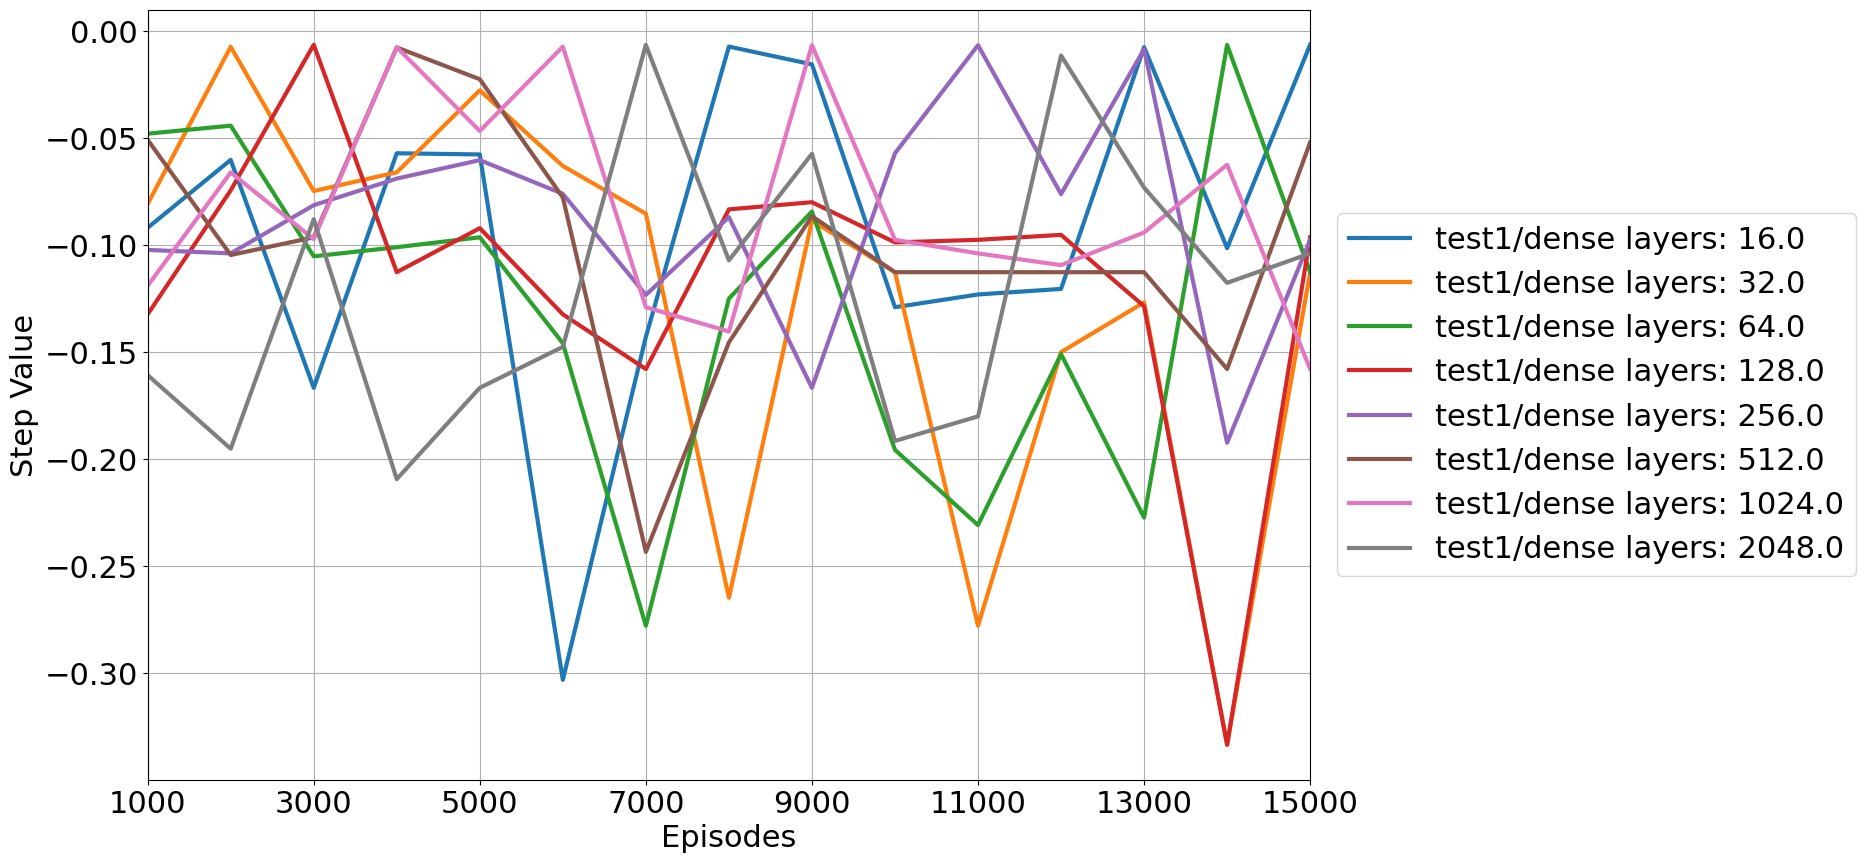 0.00
−0.05
−0.10
−0.15
−0.20
−0.25
−0.30
Step Value
1000 3000 5000 7000 9000 11000 13000 15000
Episodes
test1/dense layers: 16.0
test1/dense layers: 32.0
test1/dense layers: 64.0
test1/dense layers: 128.0
test1/dense layers: 256.0
test1/dense layers: 512.0
test1/dense layers: 1024.0
test1/dense layers: 2048.0